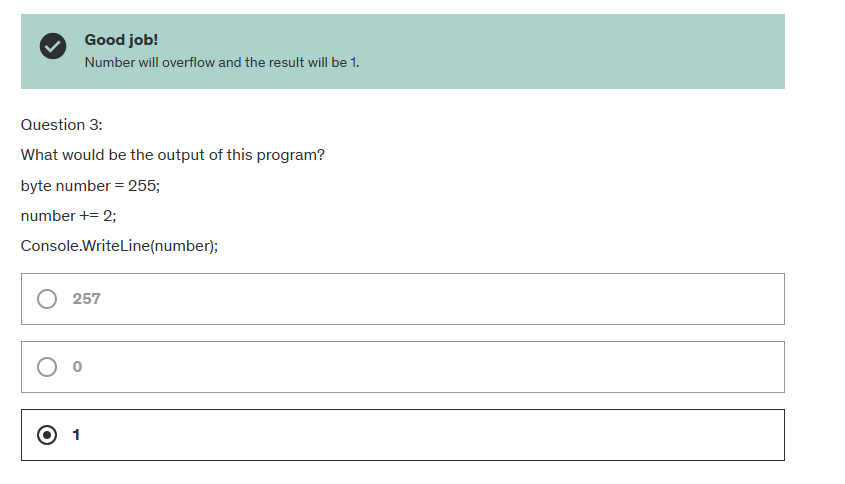 Good job!
Number will overflow and the result will be 1.
Question 3:
What would be the output of this program?
byte number = 255;
number += 2;
Console.WriteLine(number);
257
0
1